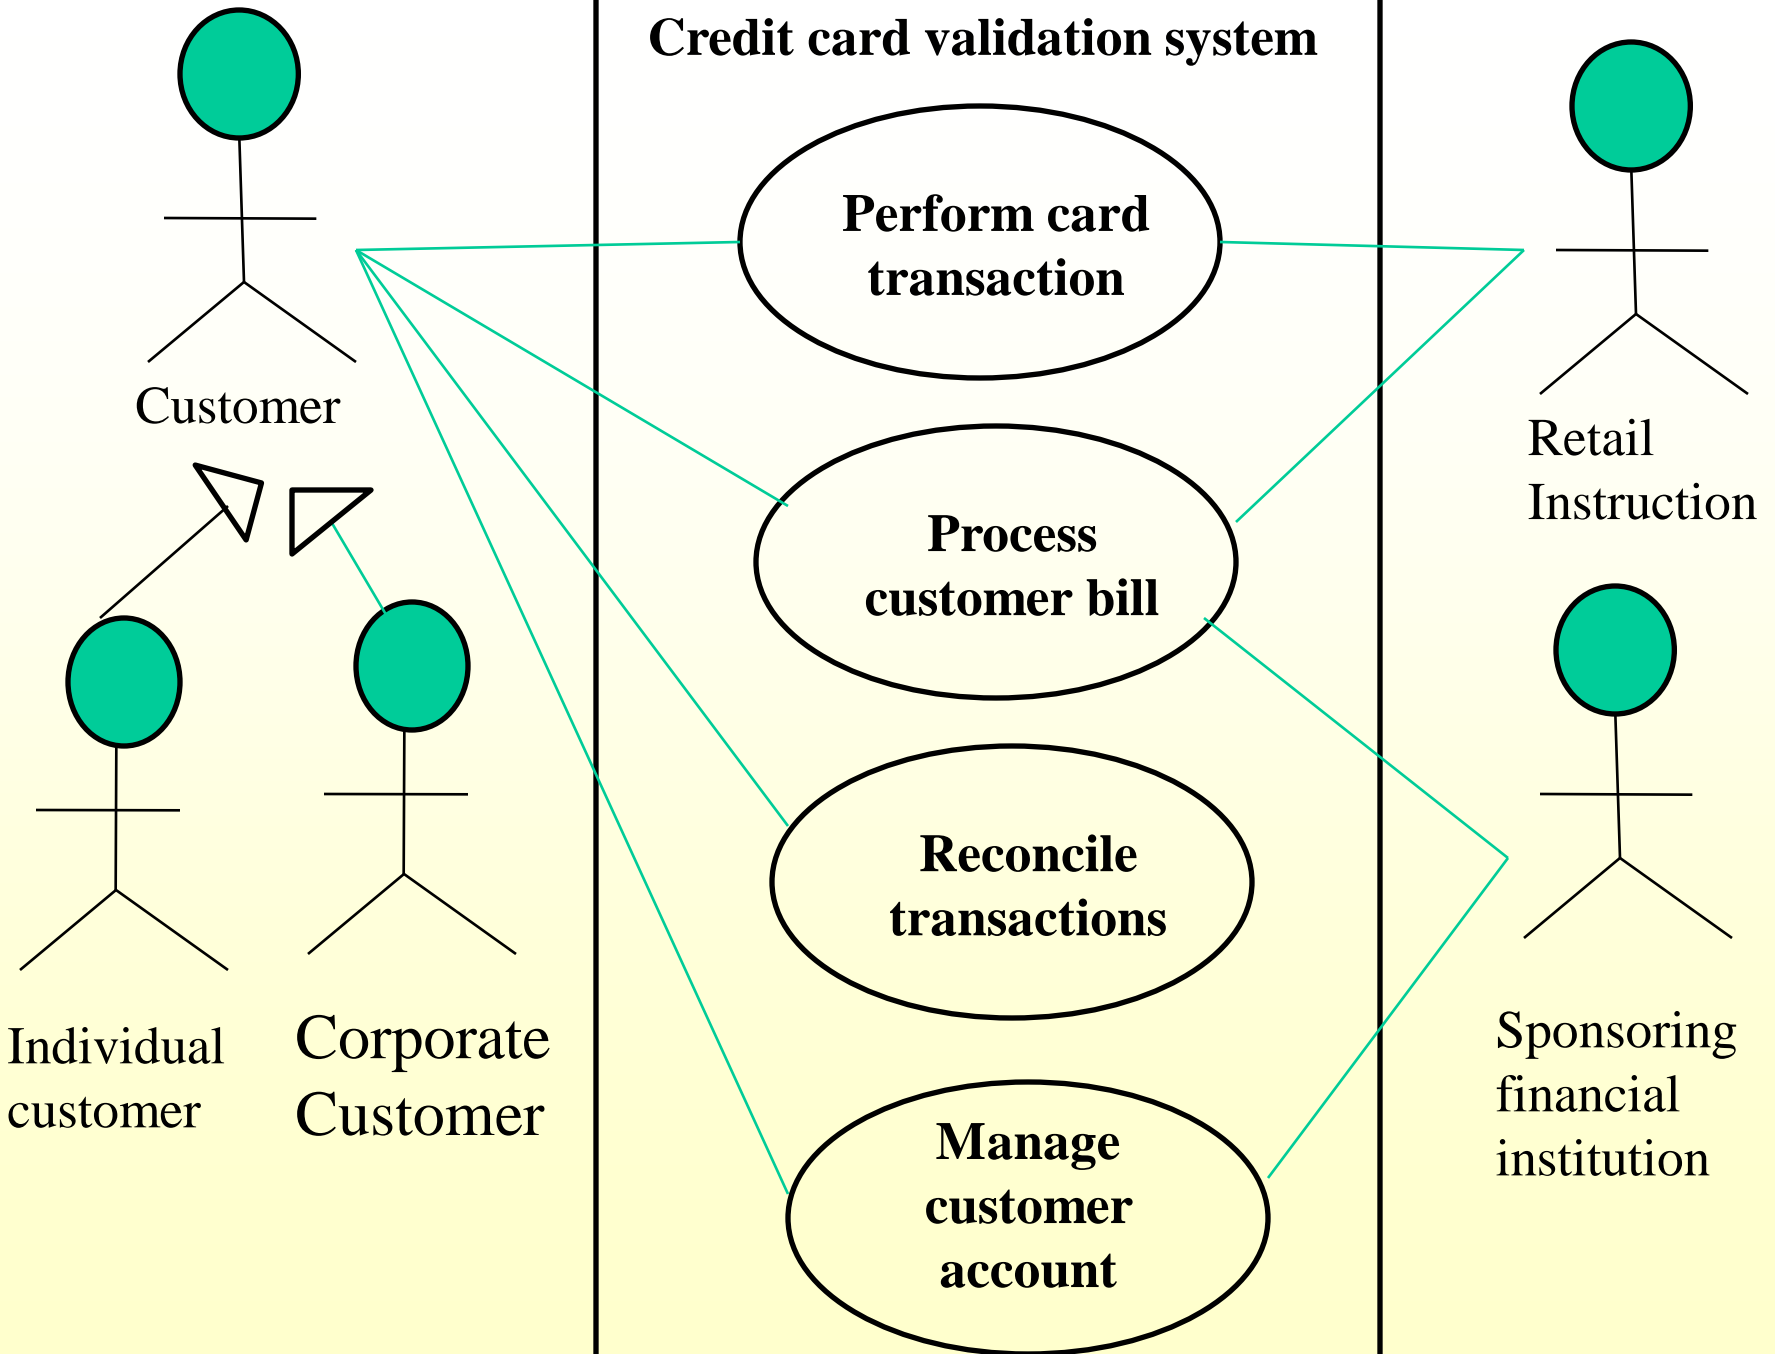 Credit card validation system
Perform card
transaction
Customer
Retail
Instruction
Process
customer bill
Reconcile
transactions
Individual
customer
Corporate
Customer
Sponsoring
financial
institution
Manage
customer
account